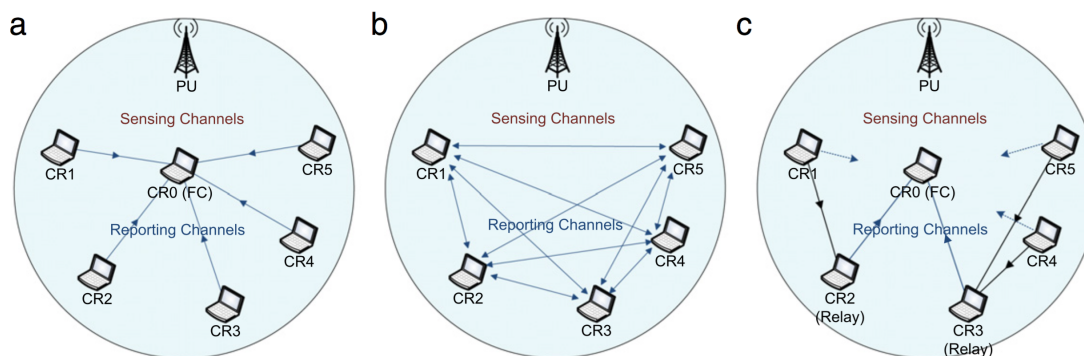 a
PU
Sensing Channels
CR1
CR5
CR0 (FC)
Reporting Channels
CR4
CR2
CR3
b
PU
Sensing Channels
CR1
CR5
Reporting Channels
CR4
CR2
CR3
c
PU
Sensing Channels
CR1
CR5
CR0 (FC)
Reporting Channels
CR4
CR2
(Relay)
CR3
(Relay)